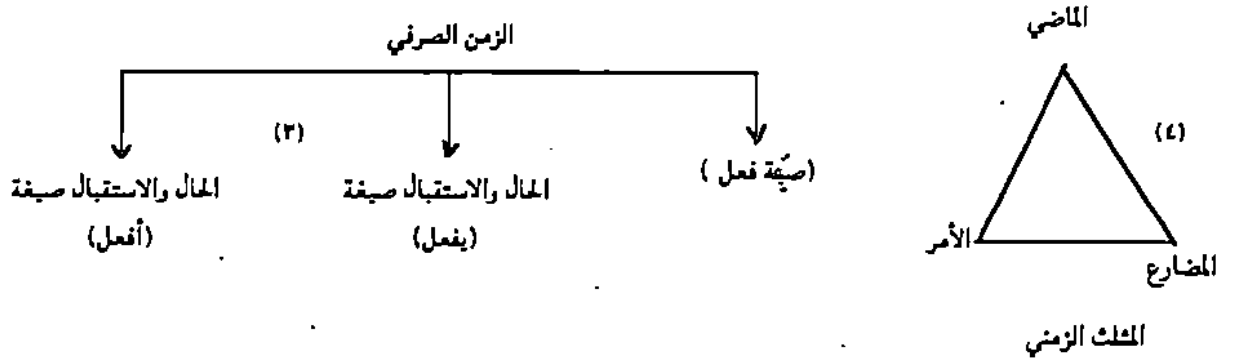 الماضي
(٤)
الأمر
المضارع
المثلث الزمني
الزمن الصرفي
(٣)
(صيغة فعل)
الحال والاستقبال صيغة
(يفعل)
الحال والاستقبال صيغة
(أفعل)